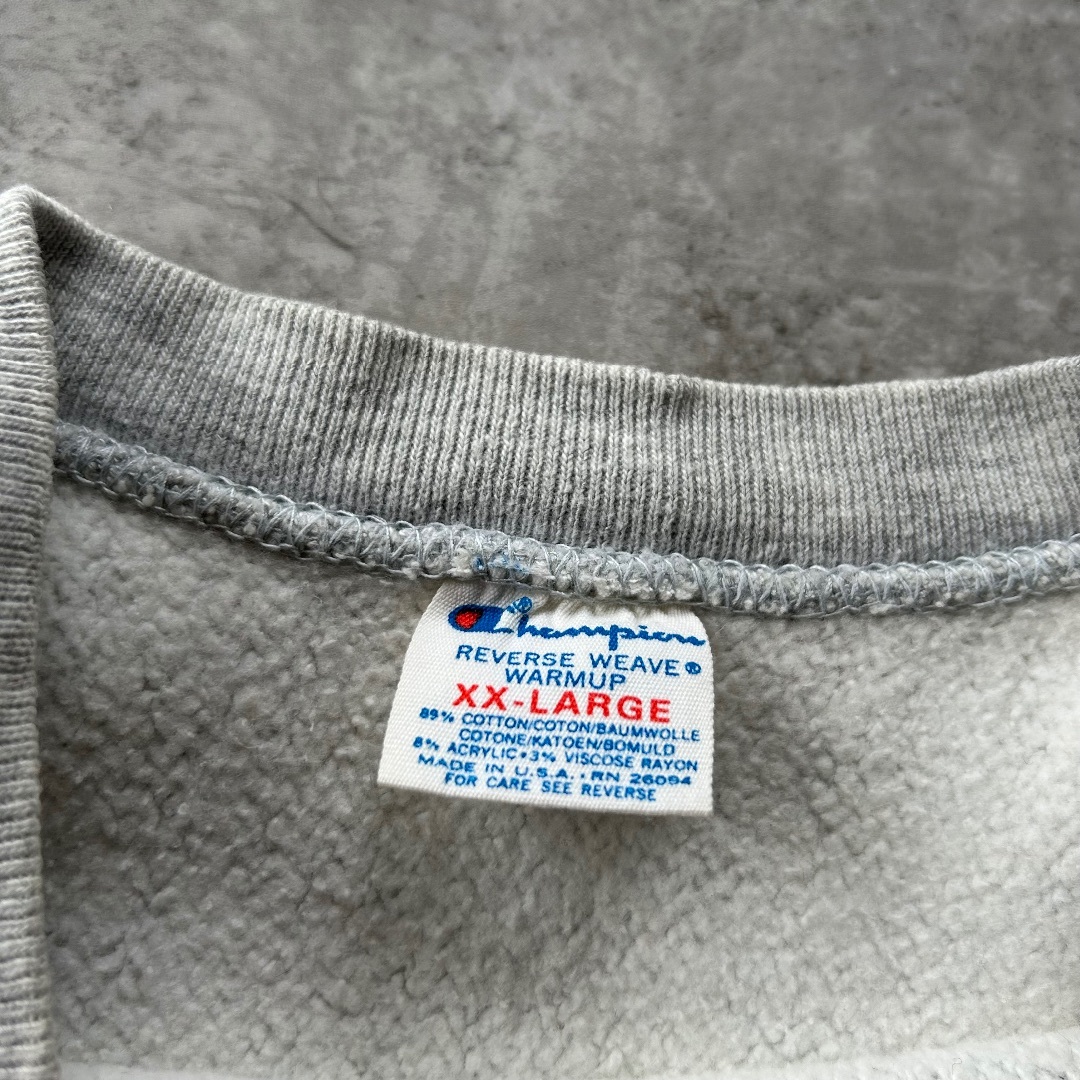 Champion®
REVERSE WEAVE®
WARMUP
XX-LARGE
89% COTTON/COTON/BAUMWOLLE
COTONE/KATOEN/BOMULD
8% ACRYLIC•3% VISCOSE RAYON
MADE IN U.S.A. • RN 26094
FOR CARE SEE REVERSE